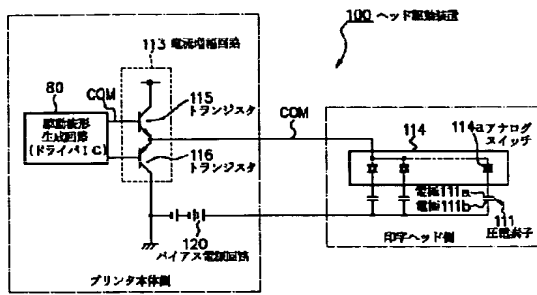 100 ヘッド駆動装置
113 電流増幅回路
80
COM
115
トランジスタ
駆動波形
生成回路
(ドライバIC)
116
トランジスタ
COM
114
114a アナログ
スイッチ
電極111a
電極111b
111
圧電素子
120
バイアス電源回路
印字ヘッド側
プリンタ本体側